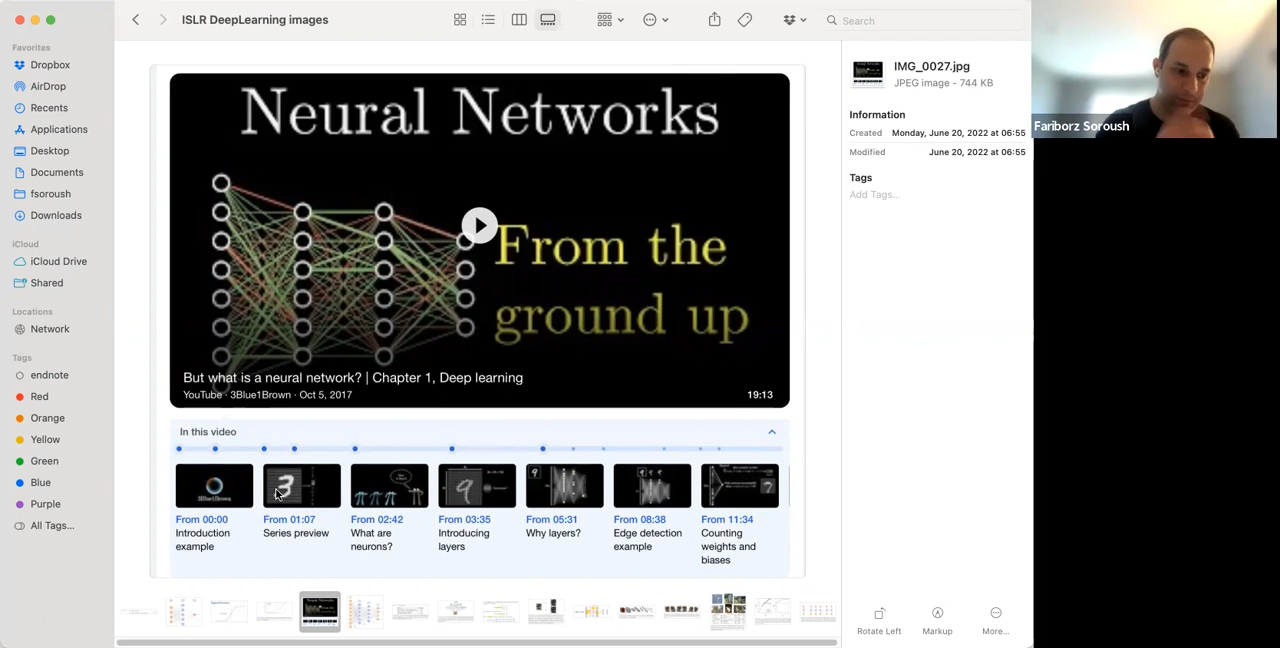 ISLR DeepLearning images
Search
Favorites
Dropbox
AirDrop
Recents
Applications
Desktop
Documents
fsoroush
Downloads
iCloud
iCloud Drive
Shared
Locations
Network
Tags
endnote
Red
Orange
Yellow
Green
Blue
Purple
All Tags...
Neural Networks
From the
ground up
But what is a neural network? | Chapter 1, Deep learning
YouTube · 3Blue1Brown · Oct 5, 2017
19:13
In this video
3Blue1Brown
From 00:00
Introduction
example
From 01:07
Series preview
From 02:42
What are
neurons?
From 03:35
Introducing
layers
From 05:31
Why layers?
From 08:38
Edge detection
example
From 11:34
Counting
weights and
biases
IMG_0027.jpg
JPEG image - 744 KB
Information
Created Monday, June 20, 2022 at 06:55
Modified June 20, 2022 at 06:55
Tags
Add Tags...
Rotate Left
Markup
More...
Fariborz Soroush